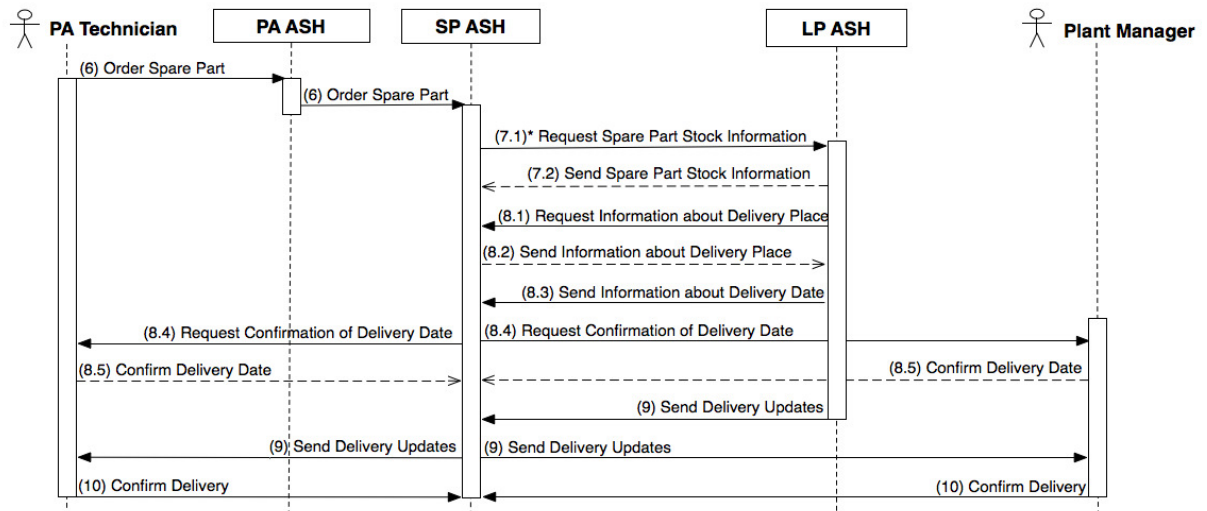 PA Technician
PA ASH
SP ASH
LP ASH
Plant Manager
(6) Order Spare Part
(6) Order Spare Part
(7.1)* Request Spare Part Stock Information
(7.2) Send Spare Part Stock Information
(8.1) Request Information about Delivery Place
(8.2) Send Information about Delivery Place
(8.3) Send Information about Delivery Date
(8.4) Request Confirmation of Delivery Date
(8.4) Request Confirmation of Delivery Date
(8.5) Confirm Delivery Date
(8.5) Confirm Delivery Date
(9) Send Delivery Updates
(9) Send Delivery Updates
(9) Send Delivery Updates
(10) Confirm Delivery
(10) Confirm Delivery